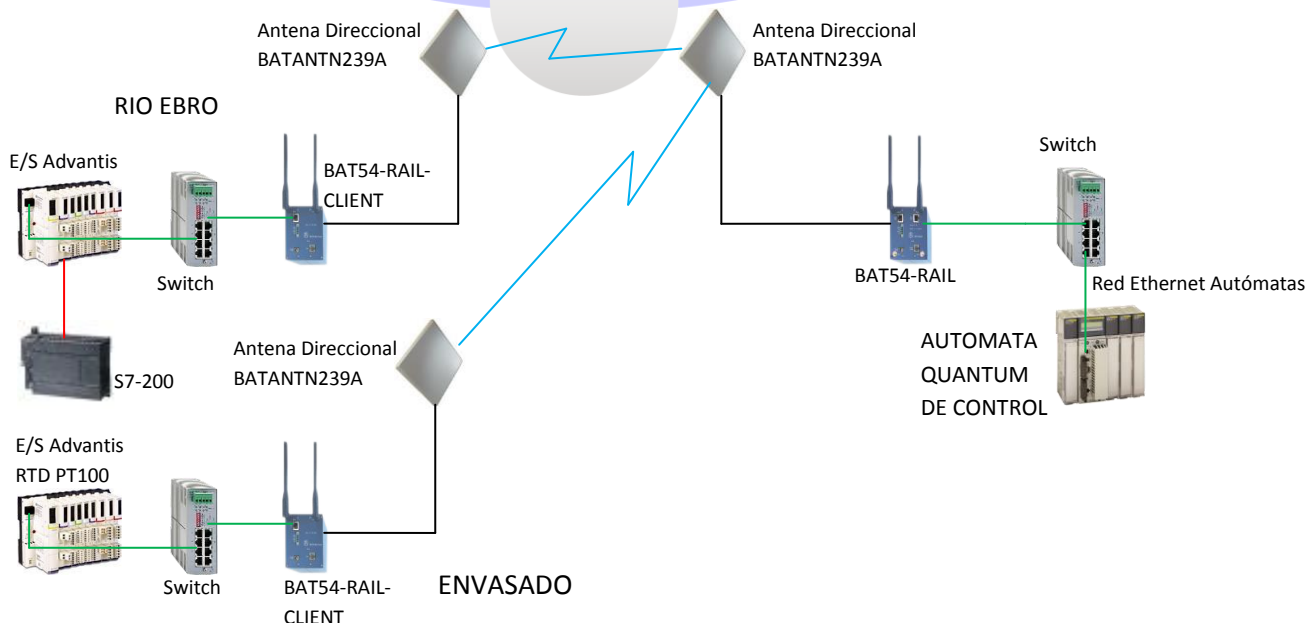 Antena Direccional
BATANTN239A
Antena Direccional
BATANTN239A
RIO EBRO
E/S Advantis
BAT54-RAIL-
CLIENT
Switch
Switch
BAT54-RAIL
Red Ethernet Autómatas
S7-200
AUTOMATA
QUANTUM
DE CONTROL
Antena Direccional
BATANTN239A
E/S Advantis
RTD PT100
Switch
BAT54-RAIL-
CLIENT
ENVASADO